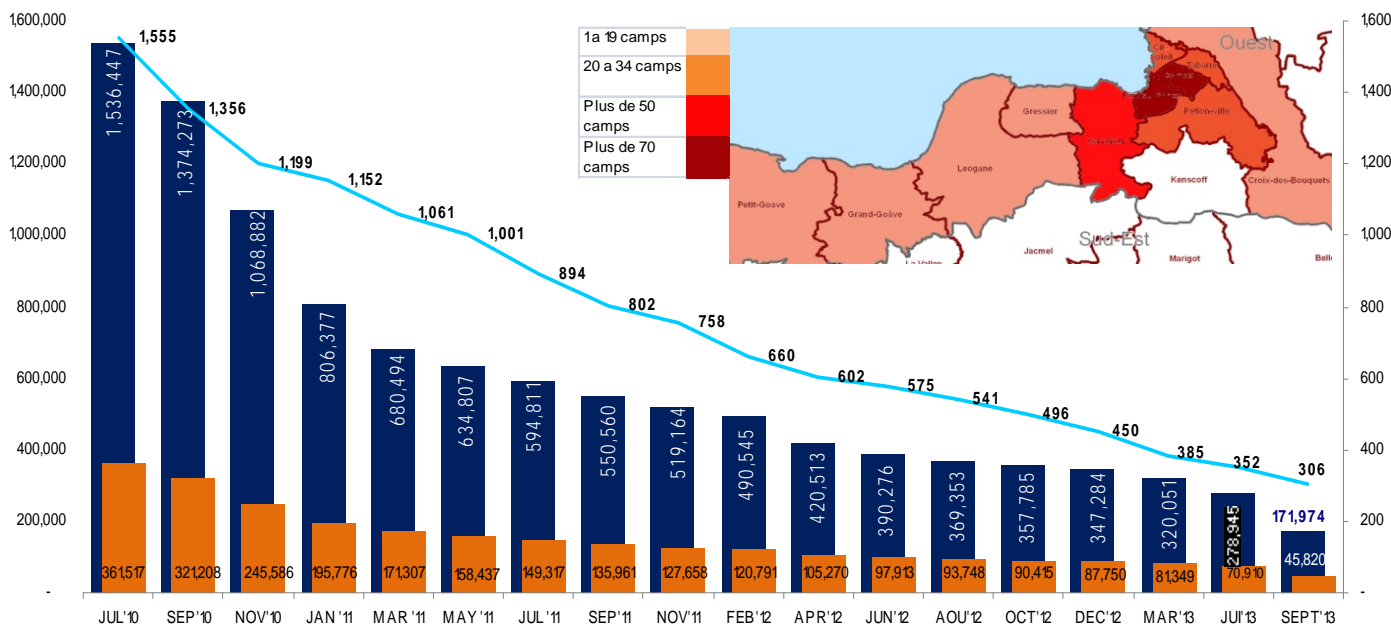 1,600,000
1,400,000
1,200,000
1,000,000
800,000
600,000
400,000
200,000
-
1,600
1,400
1,200
1,000
800
600
400
200
-
1,555
1,356
1,199
1,152
1,061
1,001
894
802
758
660
602
575
541
496
450
385
352
306
1,536,447
1,374,273
1,068,882
806,377
680,494
634,807
594,811
550,560
519,164
490,545
420,513
390,276
369,353
357,785
347,284
320,051
278,945
171,974
361,517
321,208
245,586
195,776
171,307
158,437
149,317
135,961
127,658
120,791
105,270
97,913
93,748
90,415
87,750
81,349
70,910
45,820
JUL'10
SEP'10
NOV'10
JAN '11
MAR '11
MAY '11
JUL '11
SEP '11
NOV'11
FEB '12
APR'12
JUN'12
AOU'12
OCT'12
DEC'12
MAR'13
JUI'13
SEPT'13
1a 19 camps
20 a 34 camps
Plus de 50
camps
Plus de 70
camps
Ouest
Tabarre
Gressier
Petion-ville
Leogane
Kenscoff
Croix-des-Bouquets
Petit-Goave
Grand-Goâve
Sud-Est
Jacmel
Marigot